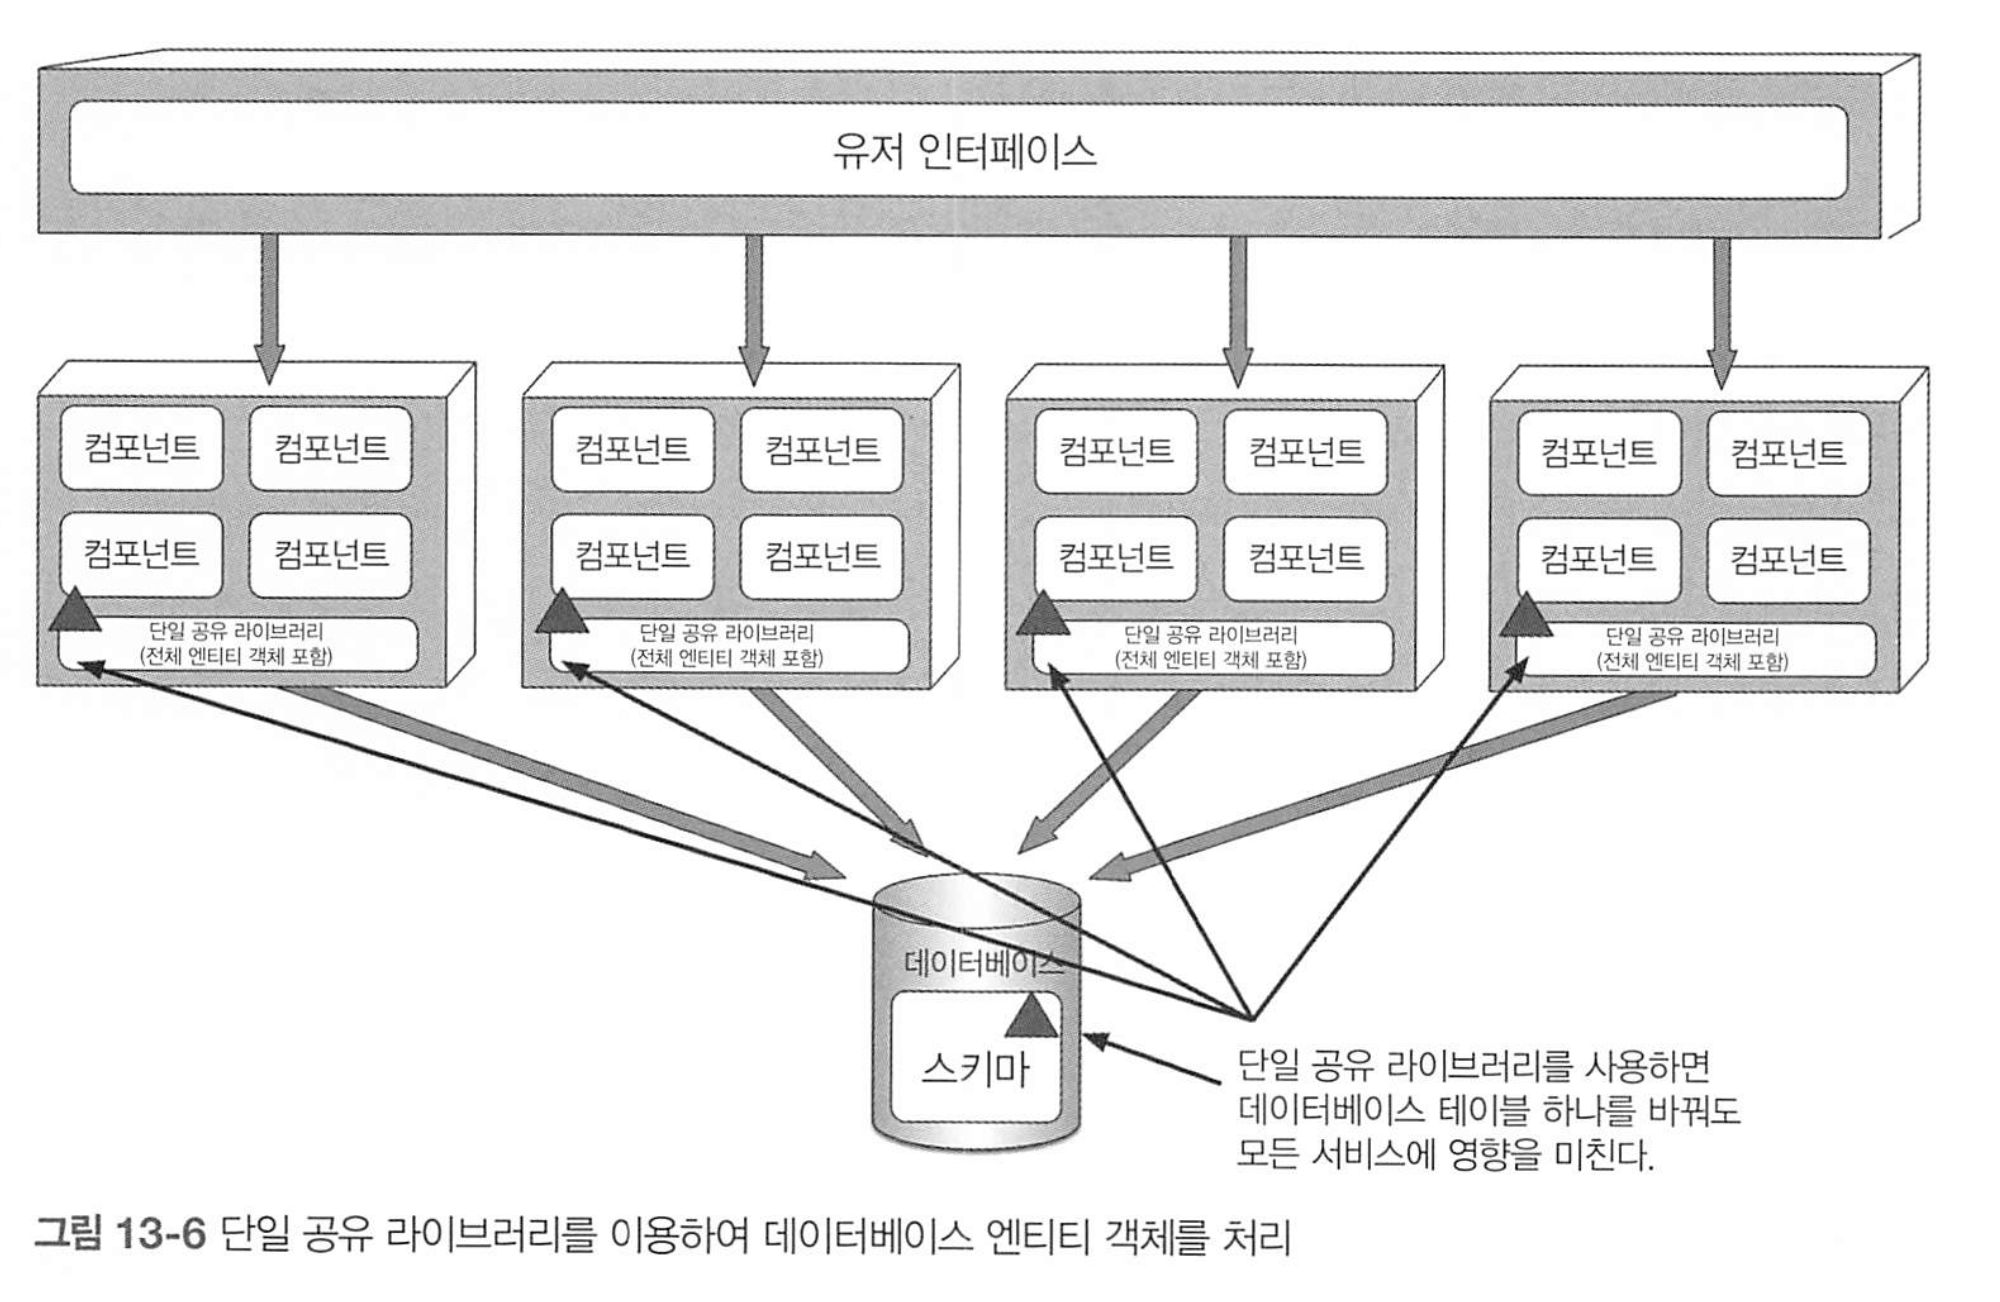 유저 인터페이스
컴포넌트 컴포넌트 컴포넌트 컴포넌트 컴포넌트 컴포넌트 컴포넌트 컴포넌트
컴포넌트 컴포넌트 컴포넌트 컴포넌트 컴포넌트 컴포넌트 컴포넌트 컴포넌트
단일 공유 라이브러리 단일 공유 라이브러리 단일 공유 라이브러리 단일 공유 라이브러리
(전체 엔티티 객체 포함) (전체 엔티티 객체 포함) (전체 엔티티 객체 포함) (전체 엔티티 객체 포함)
데이터베이스
스키마
단일 공유 라이브러리를 사용하면
데이터베이스 테이블 하나를 바꿔도
모든 서비스에 영향을 미친다.
그림 13-6 단일 공유 라이브러리를 이용하여 데이터베이스 엔티티 객체를 처리